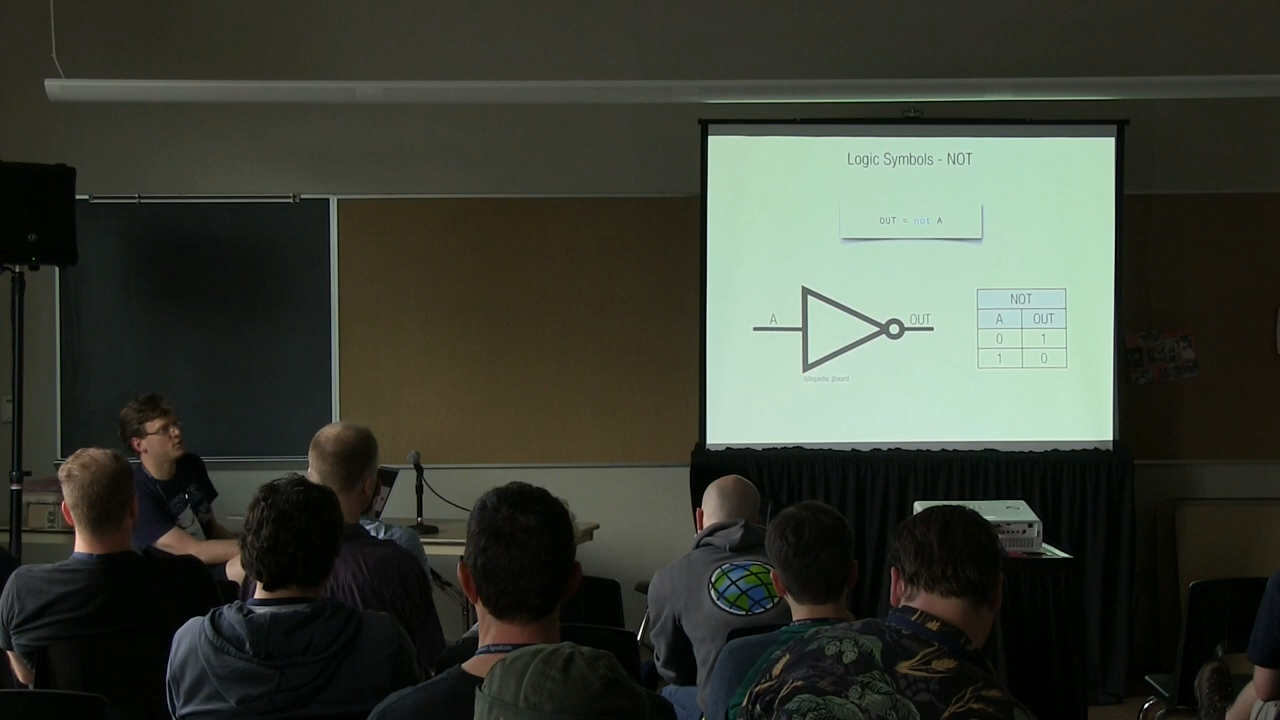 Logic Symbols - NOT
OUT = not A
A
OUT
NOT
A OUT
0 1
1 0